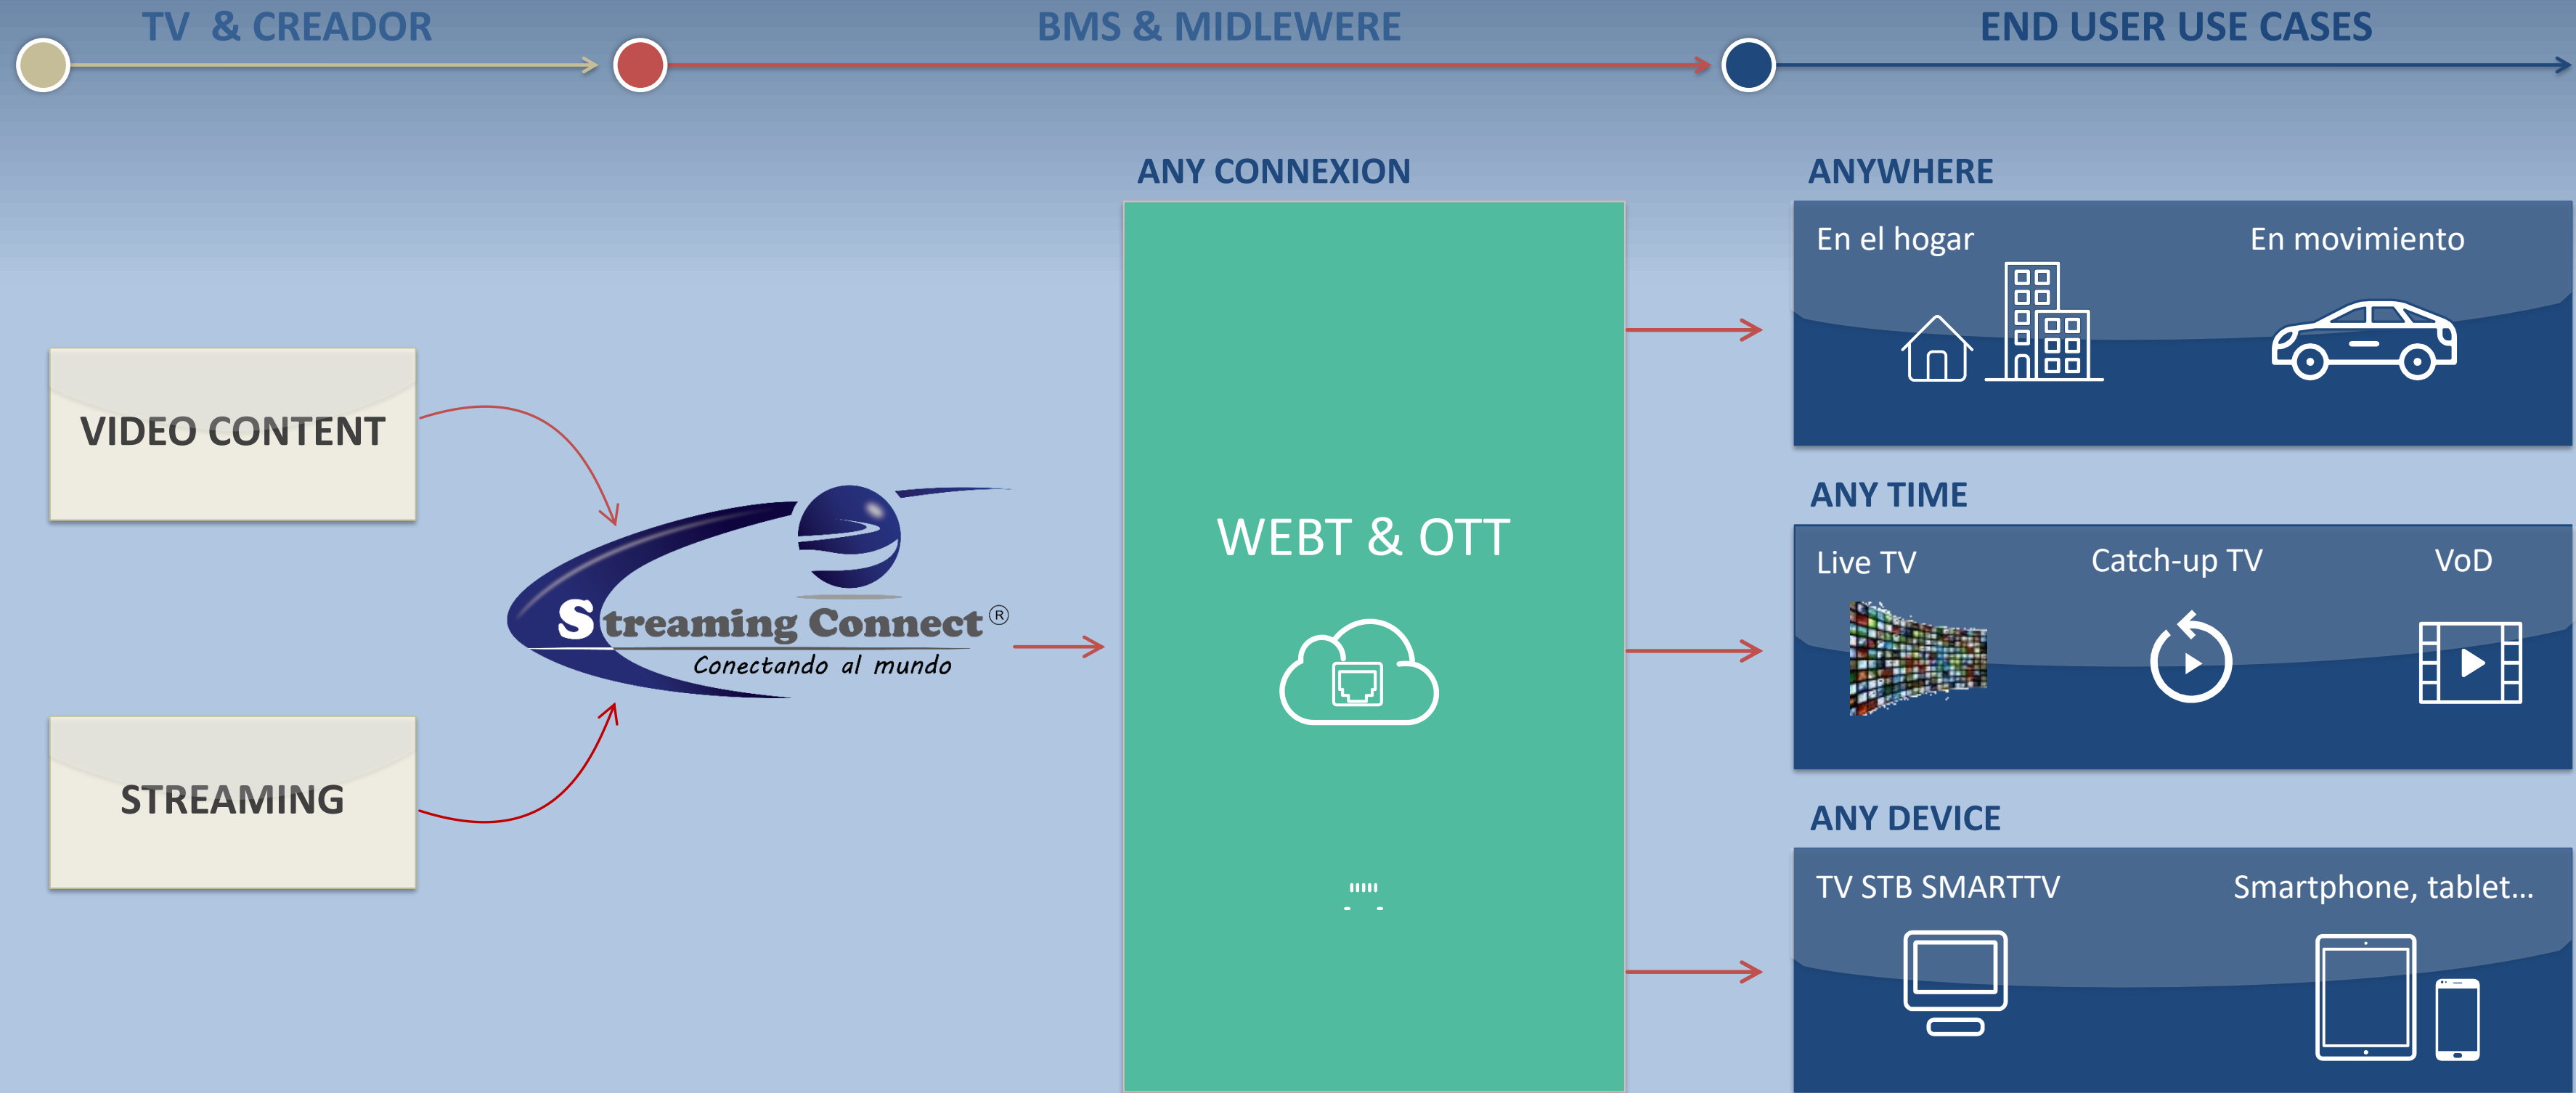 TV & CREADOR
BMS & MIDLEWERE
END USER USE CASES
ANY CONNEXION
ANYWHERE
En el hogar
En movimiento
VIDEO CONTENT
STREAMING
Streaming Connect®
Conectando al mundo
WEBT & OTT
ANY TIME
Live TV
Catch-up TV
VoD
ANY DEVICE
TV STB SMARTTV
Smartphone, tablet...